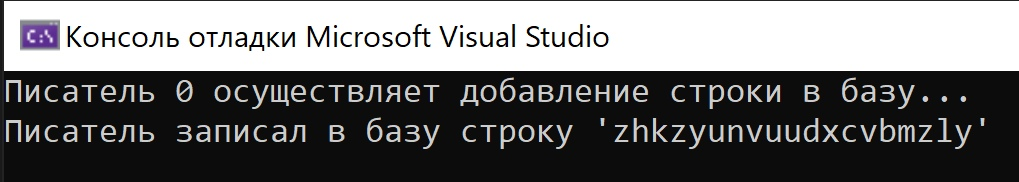 Консоль отладки Microsoft Visual Studio
Писатель 0 осуществляет добавление строки в базу...
Писатель записал в базу строку 'zhkzyunvuudxcvbmzly'